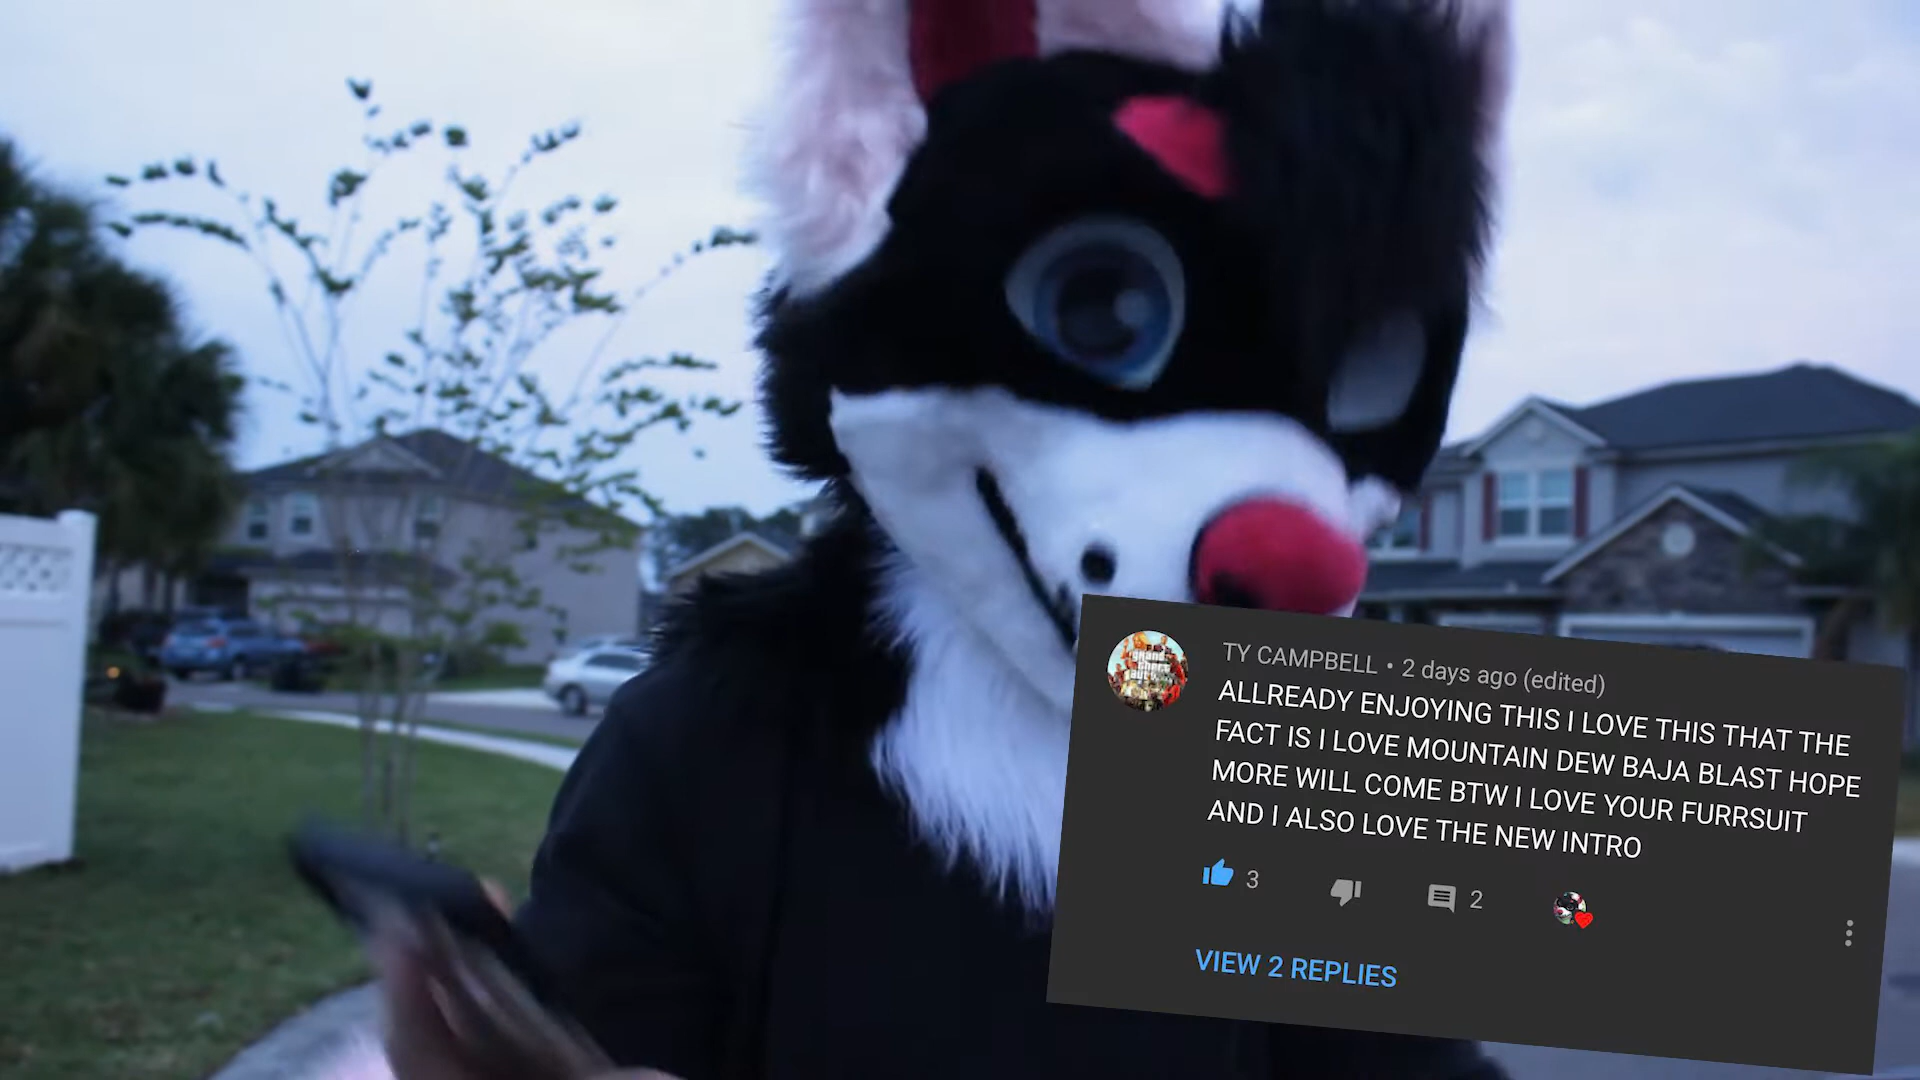 grand
theft
TY CAMPBELL • 2 days ago (edited)
ALLREADY ENJOYING THIS I LOVE THIS THAT THE
FACT IS I LOVE MOUNTAIN DEW BAJA BLAST HOPE
MORE WILL COME BTW I LOVE YOUR FURRSUIT
AND I ALSO LOVE THE NEW INTRO
3
2
VIEW 2 REPLIES